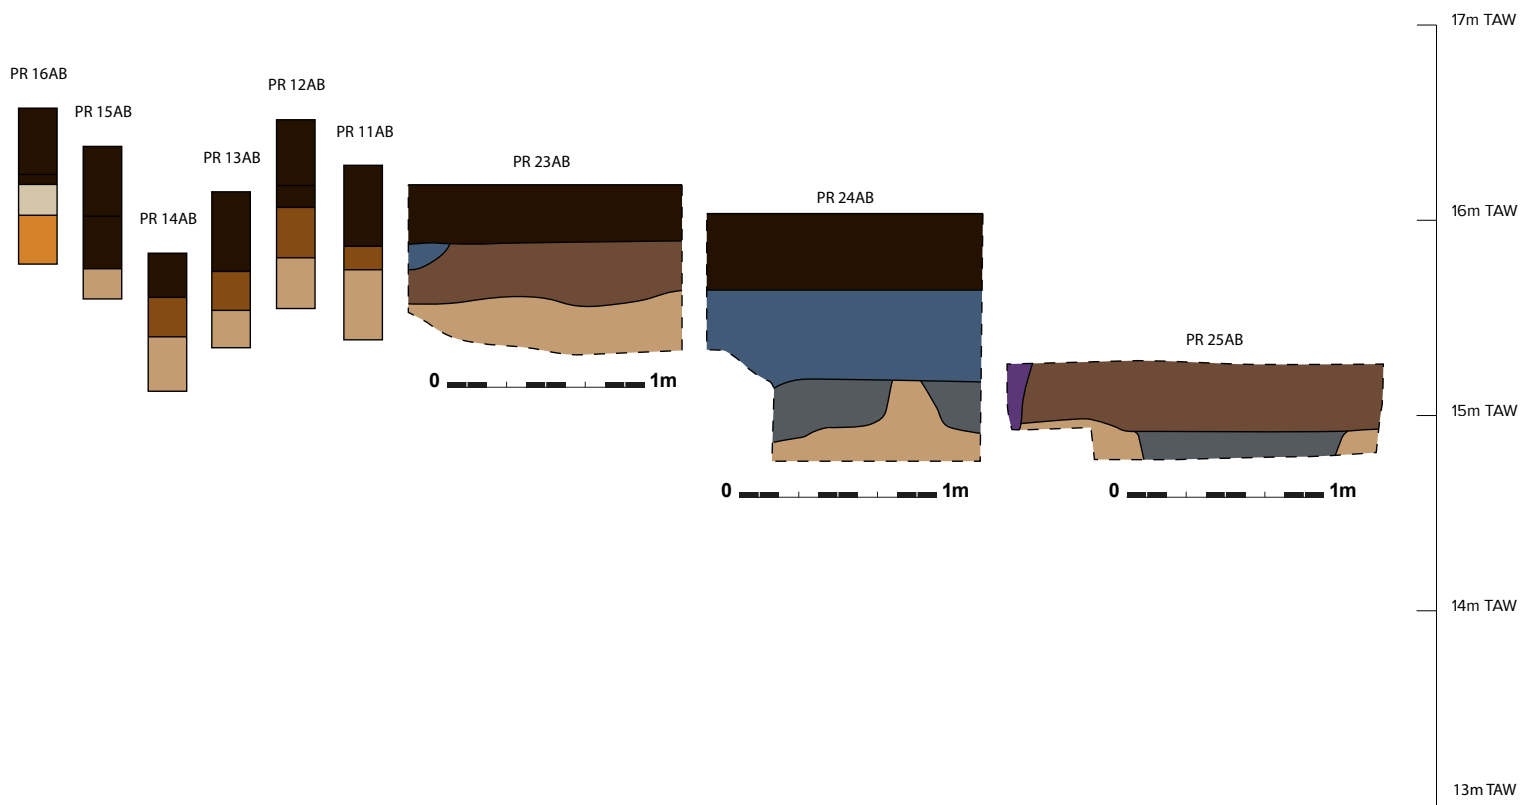 17m TAW
PR 16AB
PR 15AB
PR 12AB
PR 11AB
PR 13AB
PR 23AB
PR 24AB
PR 14AB
16m TAW
PR 25AB
0 1m
15m TAW
0 1m
0 1m
14m TAW
13m TAW